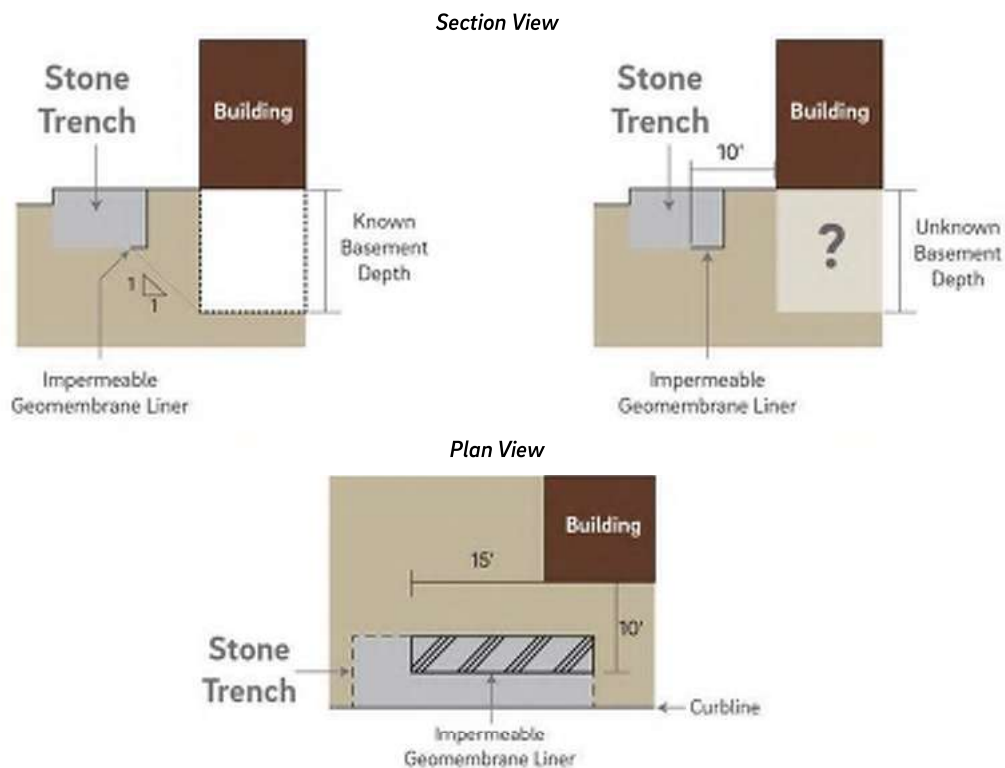 Section View
Stone
Trench
Building
Known
Basement
Depth
1
1
Impermeable
Geomembrane Liner
Stone
Trench
10'
Building
?
Unknown
Basement
Depth
Impermeable
Geomembrane Liner
Plan View
Building
15'
10'
Stone
Trench
Curbline
Impermeable
Geomembrane Liner